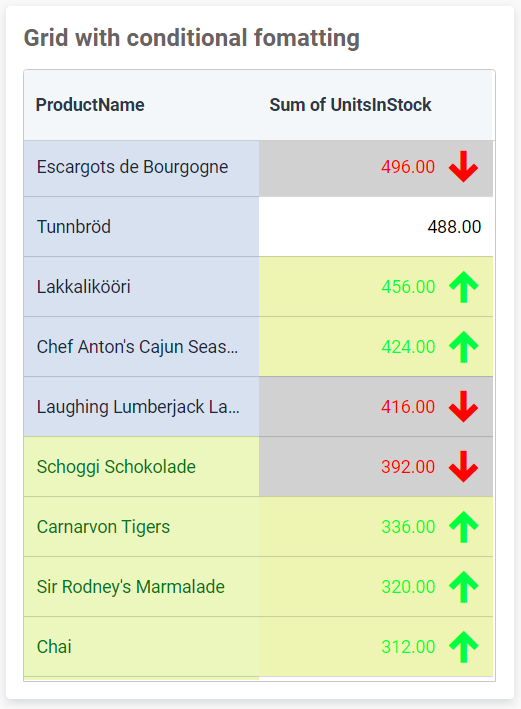 Grid with conditional fomatting
ProductName Sum of UnitsInStock
Escargots de Bourgogne 496.00
Tunnbröd 488.00
Lakkalikööri 456.00
Chef Anton's Cajun Seas... 424.00
Laughing Lumberjack La... 416.00
Schoggi Schokolade 392.00
Carnarvon Tigers 336.00
Sir Rodney's Marmalade 320.00
Chai 312.00